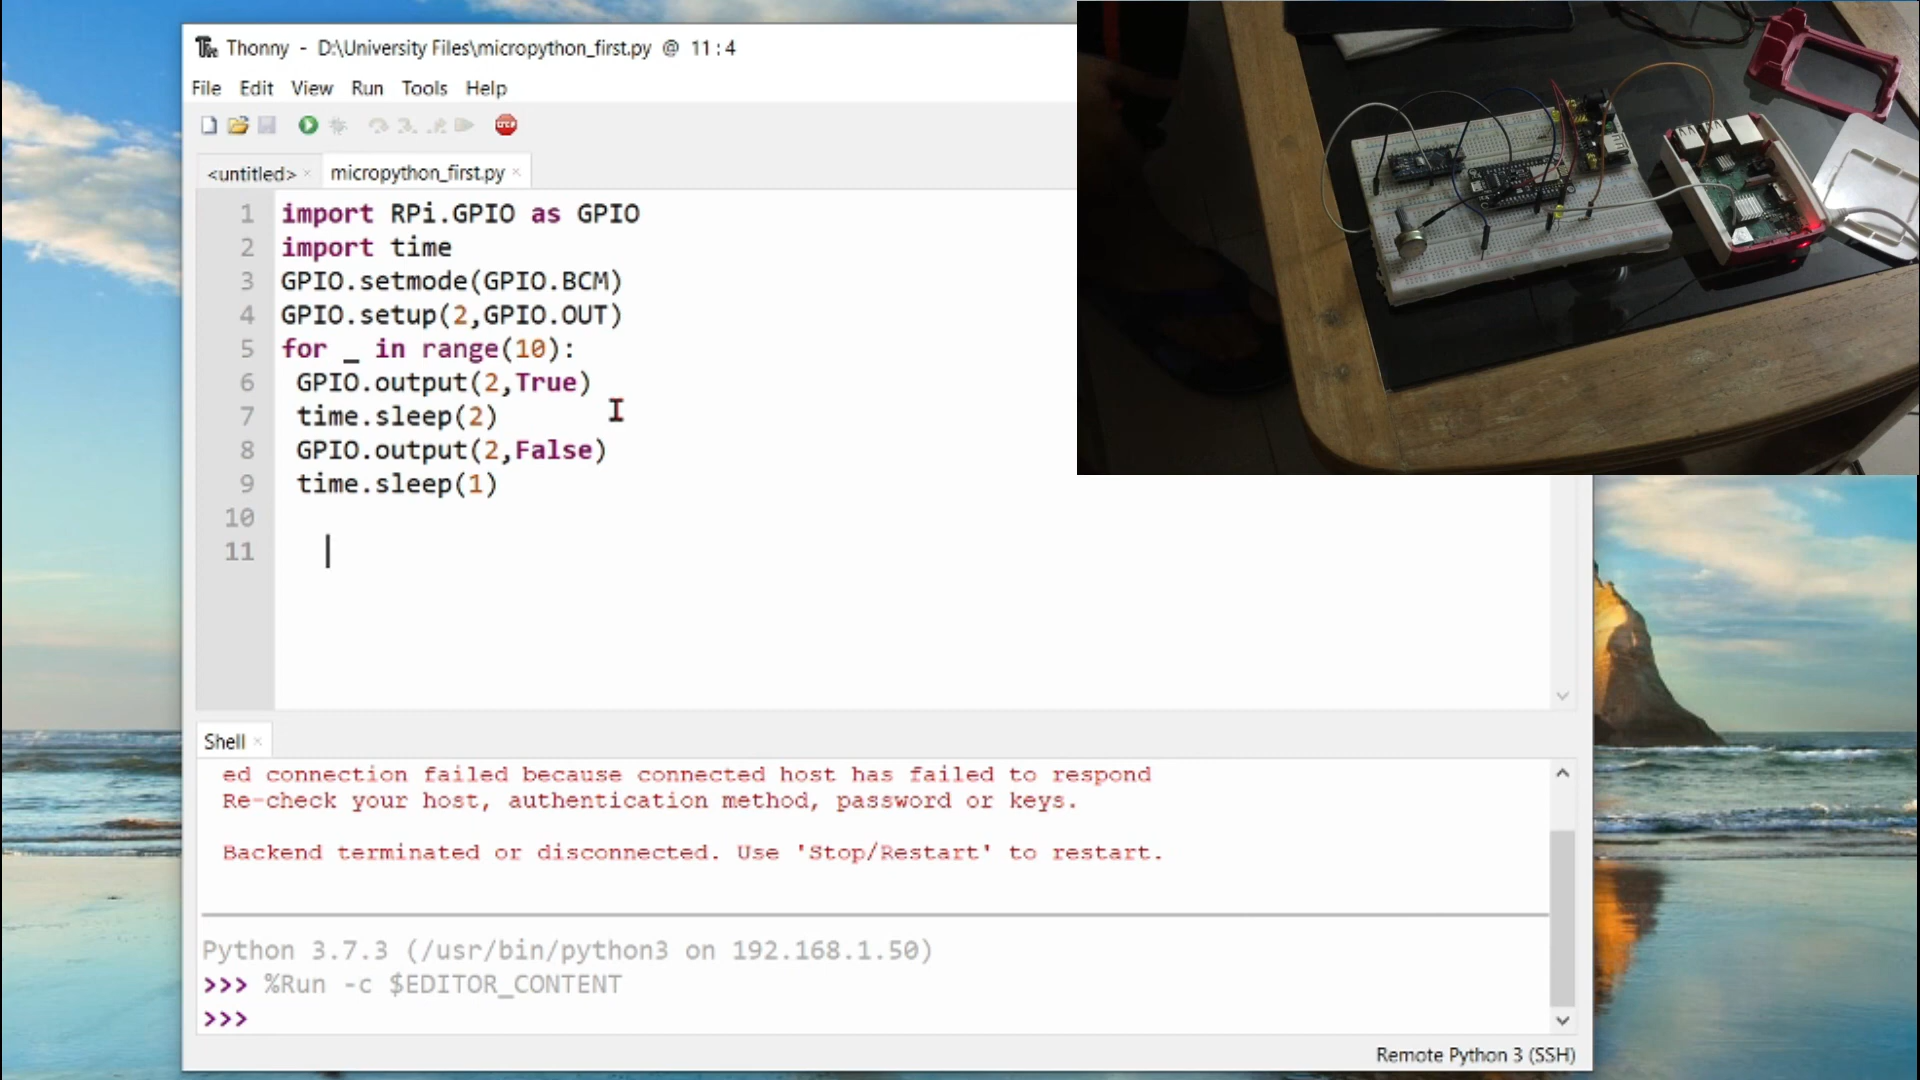 Thonny - D:\University Files\micropython_first.py @ 11 : 4
File Edit View Run Tools Help
<untitled> × micropython_first.py ×
1 import RPi.GPIO as GPIO
2 import time
3 GPIO.setmode(GPIO.BCM)
4 GPIO.setup(2,GPIO.OUT)
5 for _ in range(10):
6 GPIO.output(2,True)
7 time.sleep(2)
8 GPIO.output(2,False)
9 time.sleep(1)
10
11
Shell ×
ed connection failed because connected host has failed to respond
Re-check your host, authentication method, password or keys.
Backend terminated or disconnected. Use 'Stop/Restart' to restart.
Python 3.7.3 (/usr/bin/python3 on 192.168.1.50)
>>> %Run -c $EDITOR_CONTENT
>>>
Remote Python 3 (SSH)